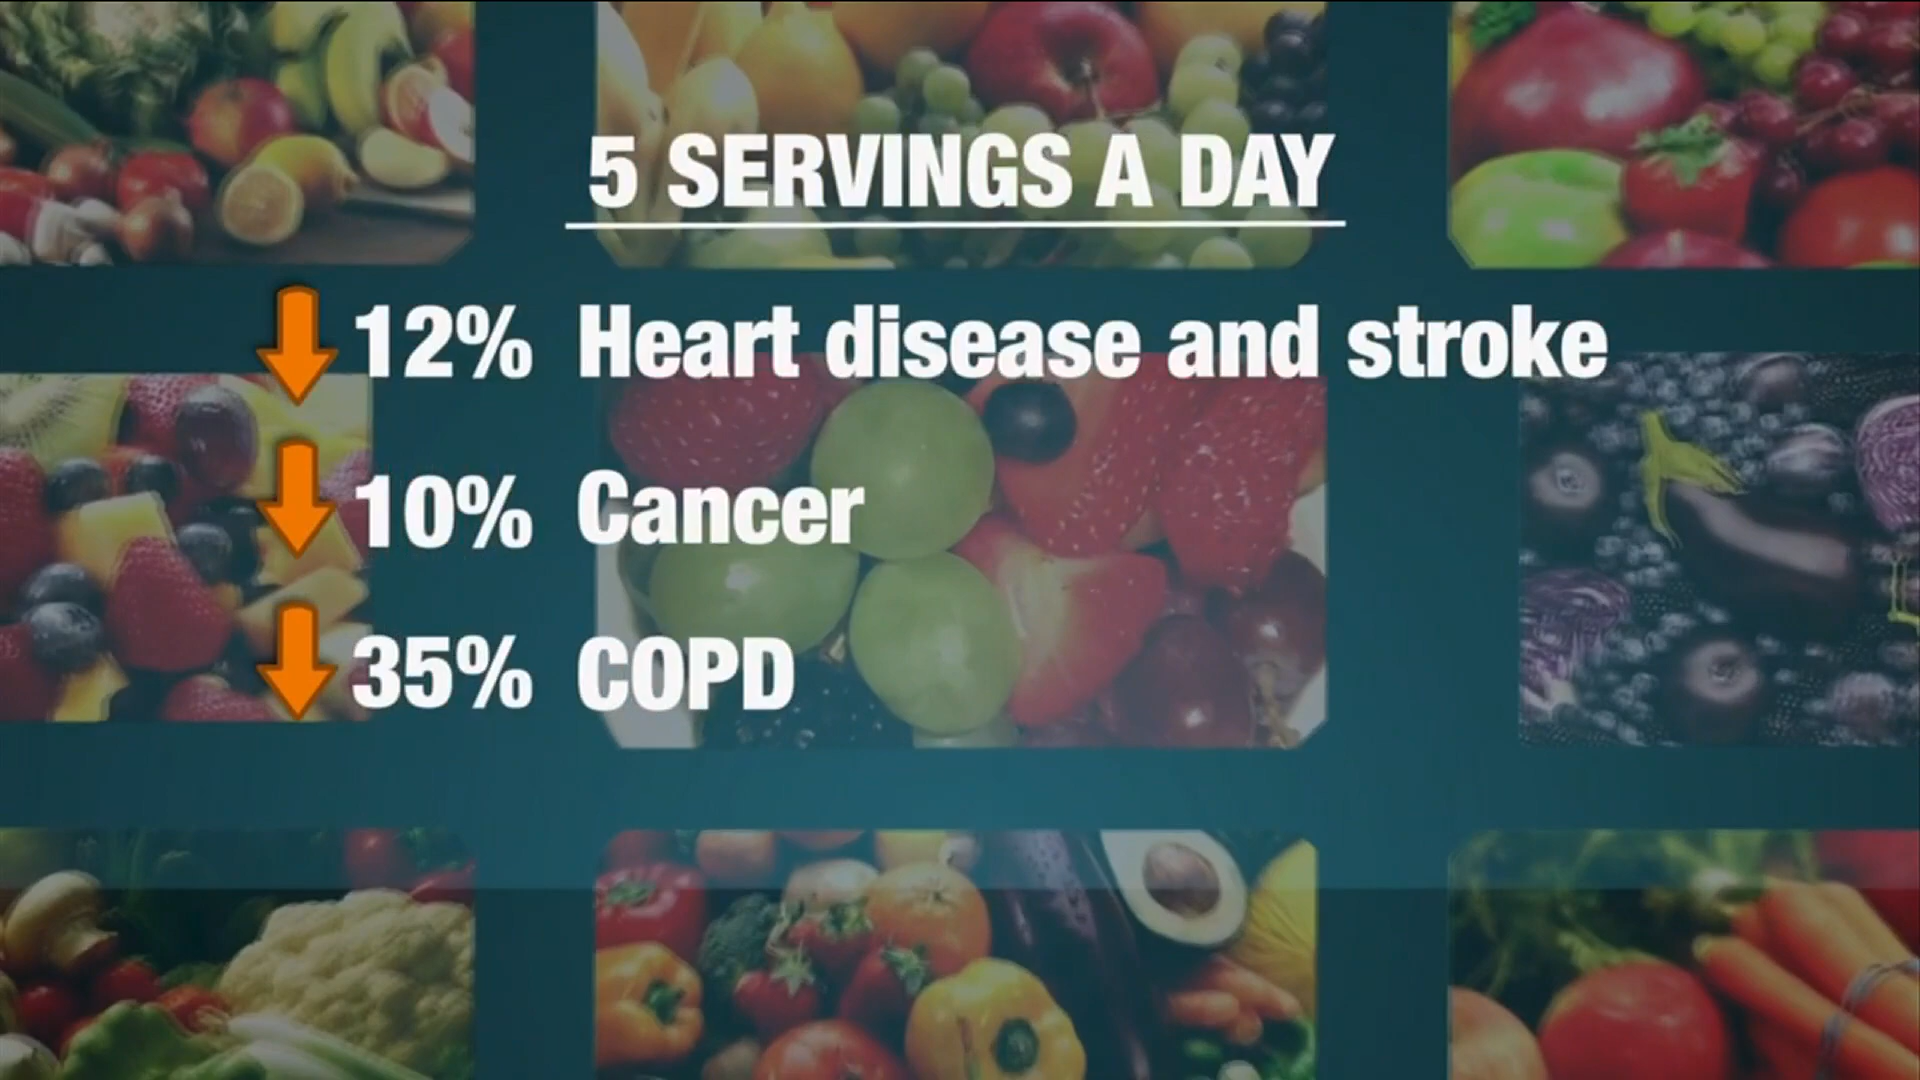 5 SERVINGS A DAY
12% Heart disease and stroke
10% Cancer
35% COPD